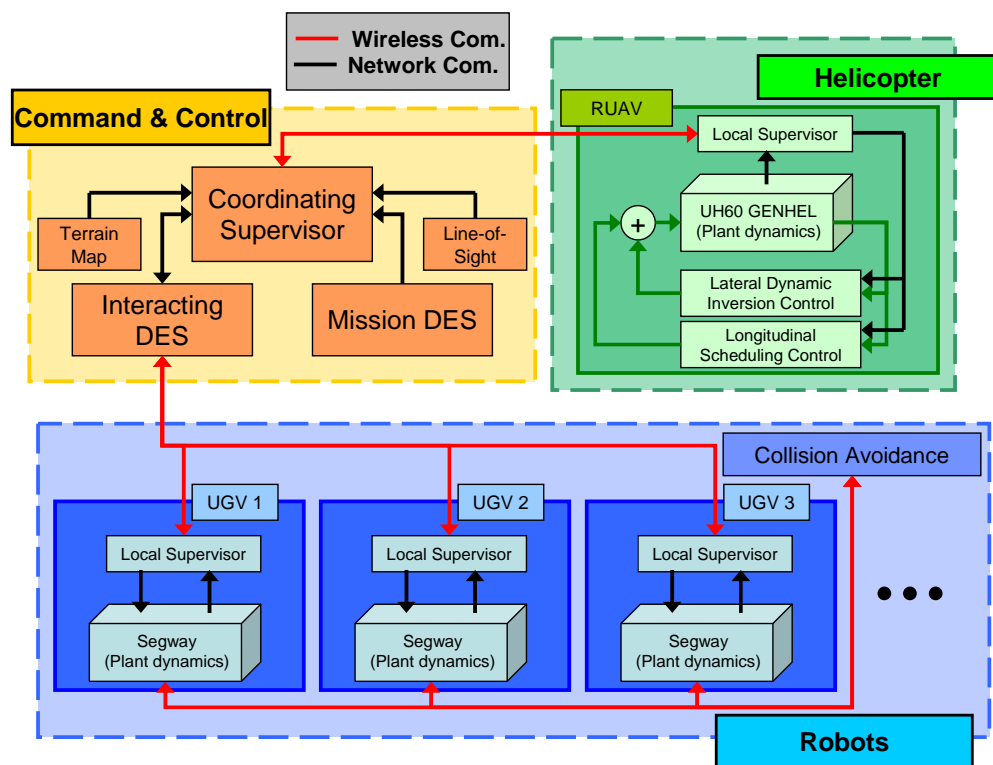 Wireless Com.
Network Com.
Helicopter
Command & Control
RUAV
Local Supervisor
Coordinating
Supervisor
UH60 GENHEL
(Plant dynamics)
+
Terrain
Map
Line-of-
Sight
Lateral Dynamic
Inversion Control
Interacting
DES
Mission DES
Longitudinal
Scheduling Control
Collision Avoidance
UGV 1
UGV 2
UGV 3
Local Supervisor
Local Supervisor
Local Supervisor
Segway
(Plant dynamics)
Segway
(Plant dynamics)
Segway
(Plant dynamics)
Robots